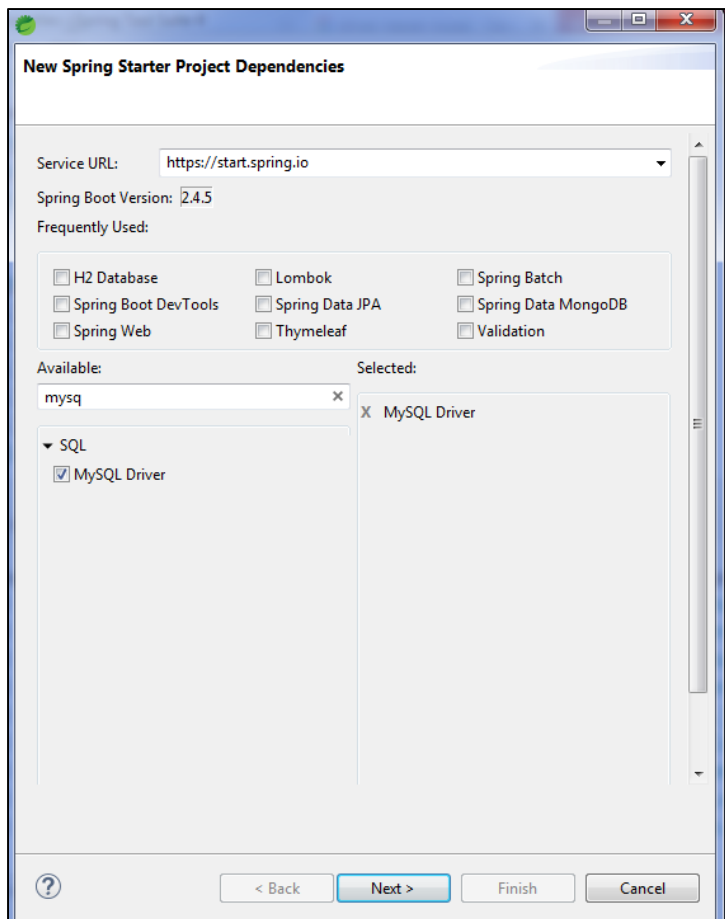 New Spring Starter Project Dependencies
Service URL: https://start.spring.io
Spring Boot Version: 2.4.5
Frequently Used:
H2 Database Lombok Spring Batch
Spring Boot DevTools Spring Data JPA Spring Data MongoDB
Spring Web Thymeleaf Validation
Available: Selected:
mysq
X MySQL Driver
SQL
MySQL Driver
< Back Next > Finish Cancel